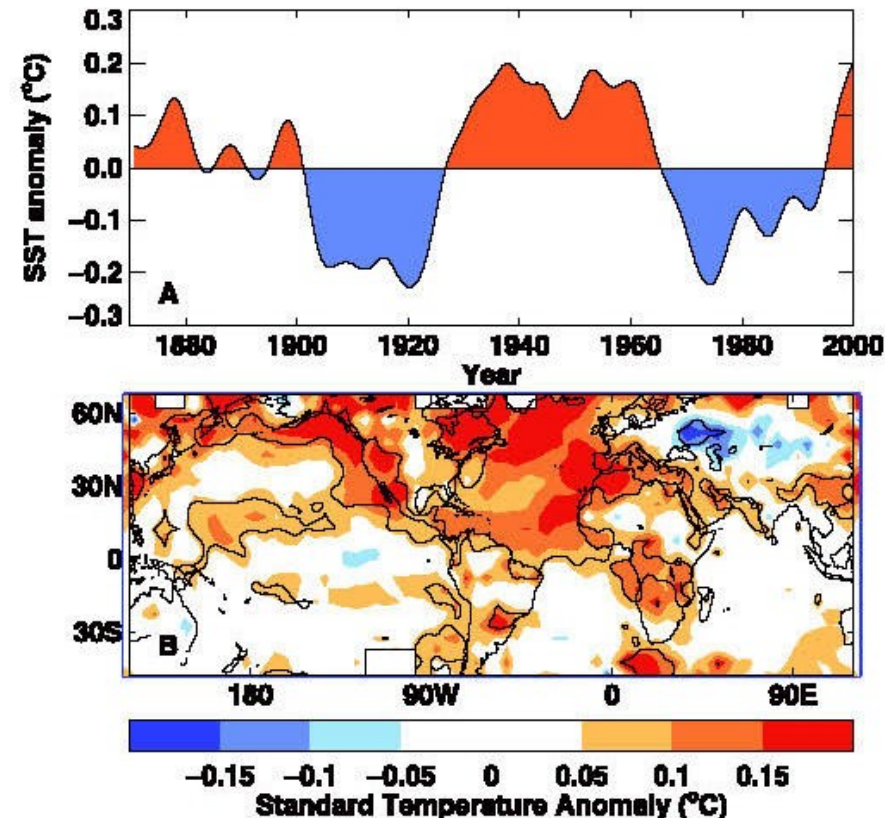 0.3
0.2
0.1
0.0
−0.1
−0.2
−0.3
SST anomaly (°C)
A
1880 1900 1920 1940 1960 1980 2000
Year
60N
30N
0
30S
B
180 90W 0 90E
−0.15 −0.1 −0.05 0 0.05 0.1 0.15
Standard Temperature Anomaly (°C)